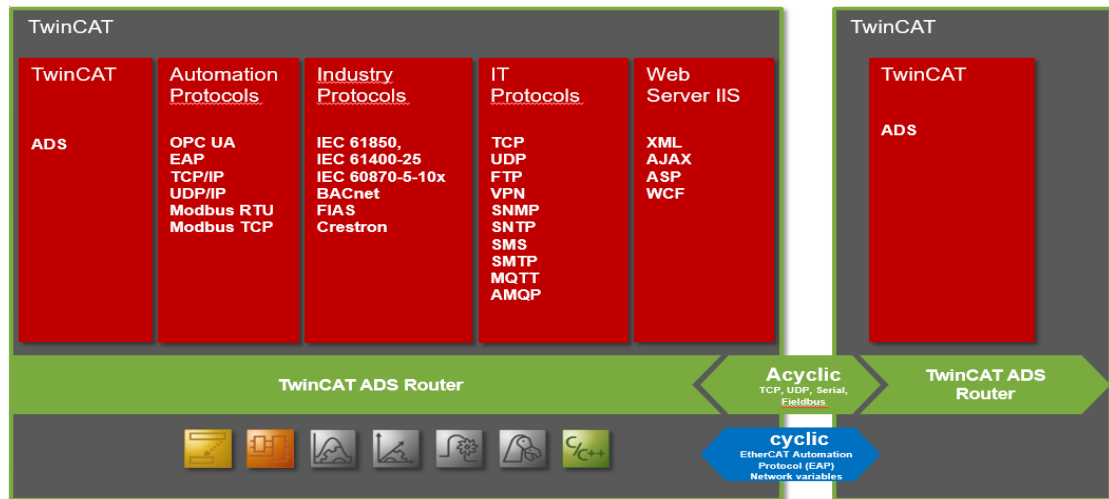 TwinCAT
TwinCAT
ADS
Automation
Protocols
OPC UA
EAP
TCP/IP
UDP/IP
Modbus RTU
Modbus TCP
Industry
Protocols
IEC 61850,
IEC 61400-25
IEC 60870-5-10x
BACnet
FIAS
Crestron
IT
Protocols
TCP
UDP
FTP
VPN
SNMP
SNTP
SMS
SMTP
MQTT
AMQP
Web
Server IIS
XML
AJAX
ASP
WCF
TwinCAT
TwinCAT
ADS
TwinCAT ADS Router
Acyclic
TCP, UDP, Serial,
Fieldbus
TwinCAT ADS
Router
C/C++
cyclic
EtherCAT Automation
Protocol (EAP)
Network variables